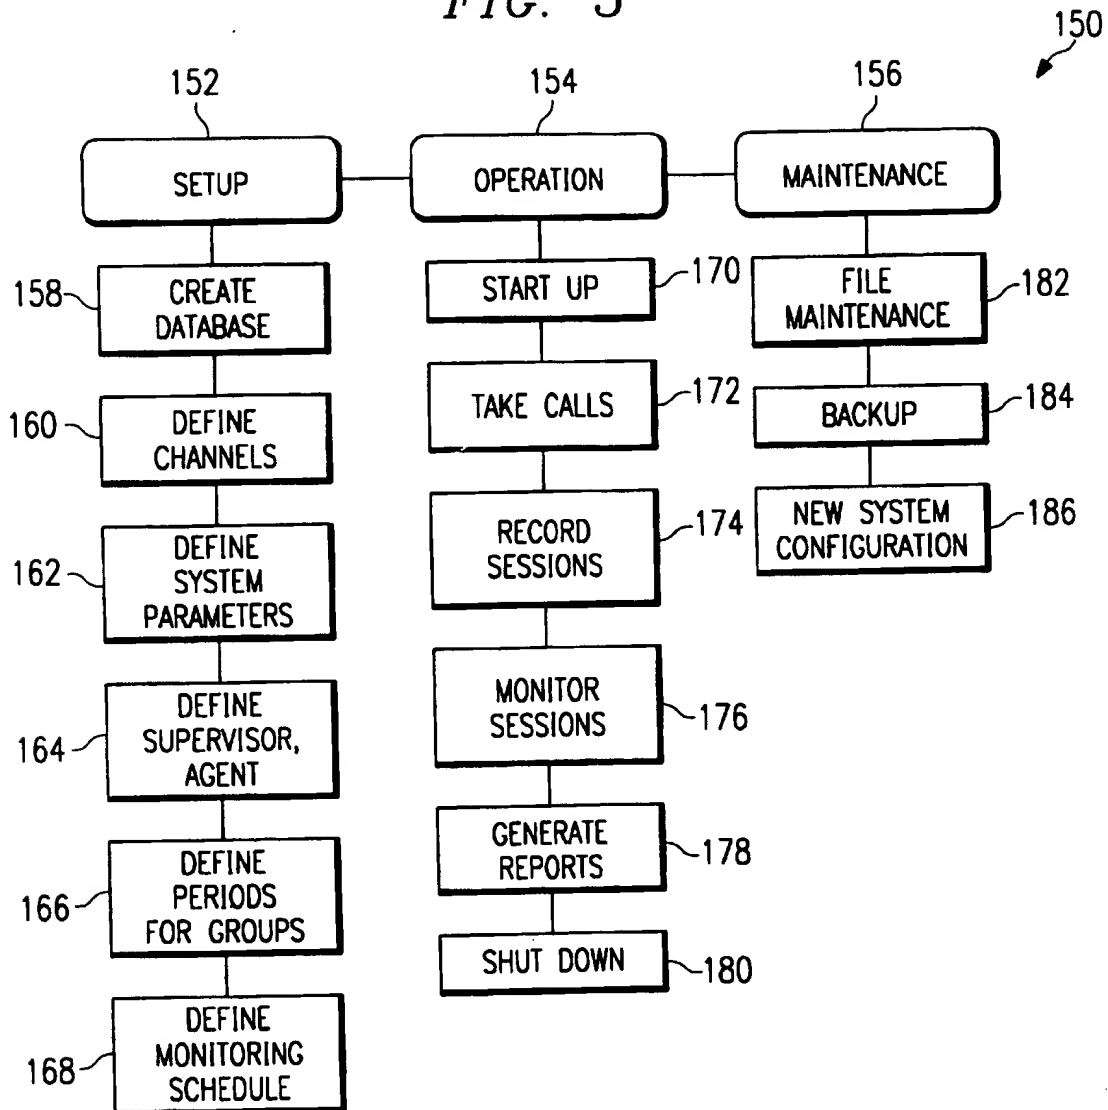 FIG. 5
150
152
154
156
SETUP
OPERATION
MAINTENANCE
158
CREATE
DATABASE
160
DEFINE
CHANNELS
162
DEFINE
SYSTEM
PARAMETERS
164
DEFINE
SUPERVISOR,
AGENT
166
DEFINE
PERIODS
FOR GROUPS
168
DEFINE
MONITORING
SCHEDULE
START UP
170
TAKE CALLS
172
RECORD
SESSIONS
174
MONITOR
SESSIONS
176
GENERATE
REPORTS
178
SHUT DOWN
180
FILE
MAINTENANCE
182
BACKUP
184
NEW SYSTEM
CONFIGURATION
186